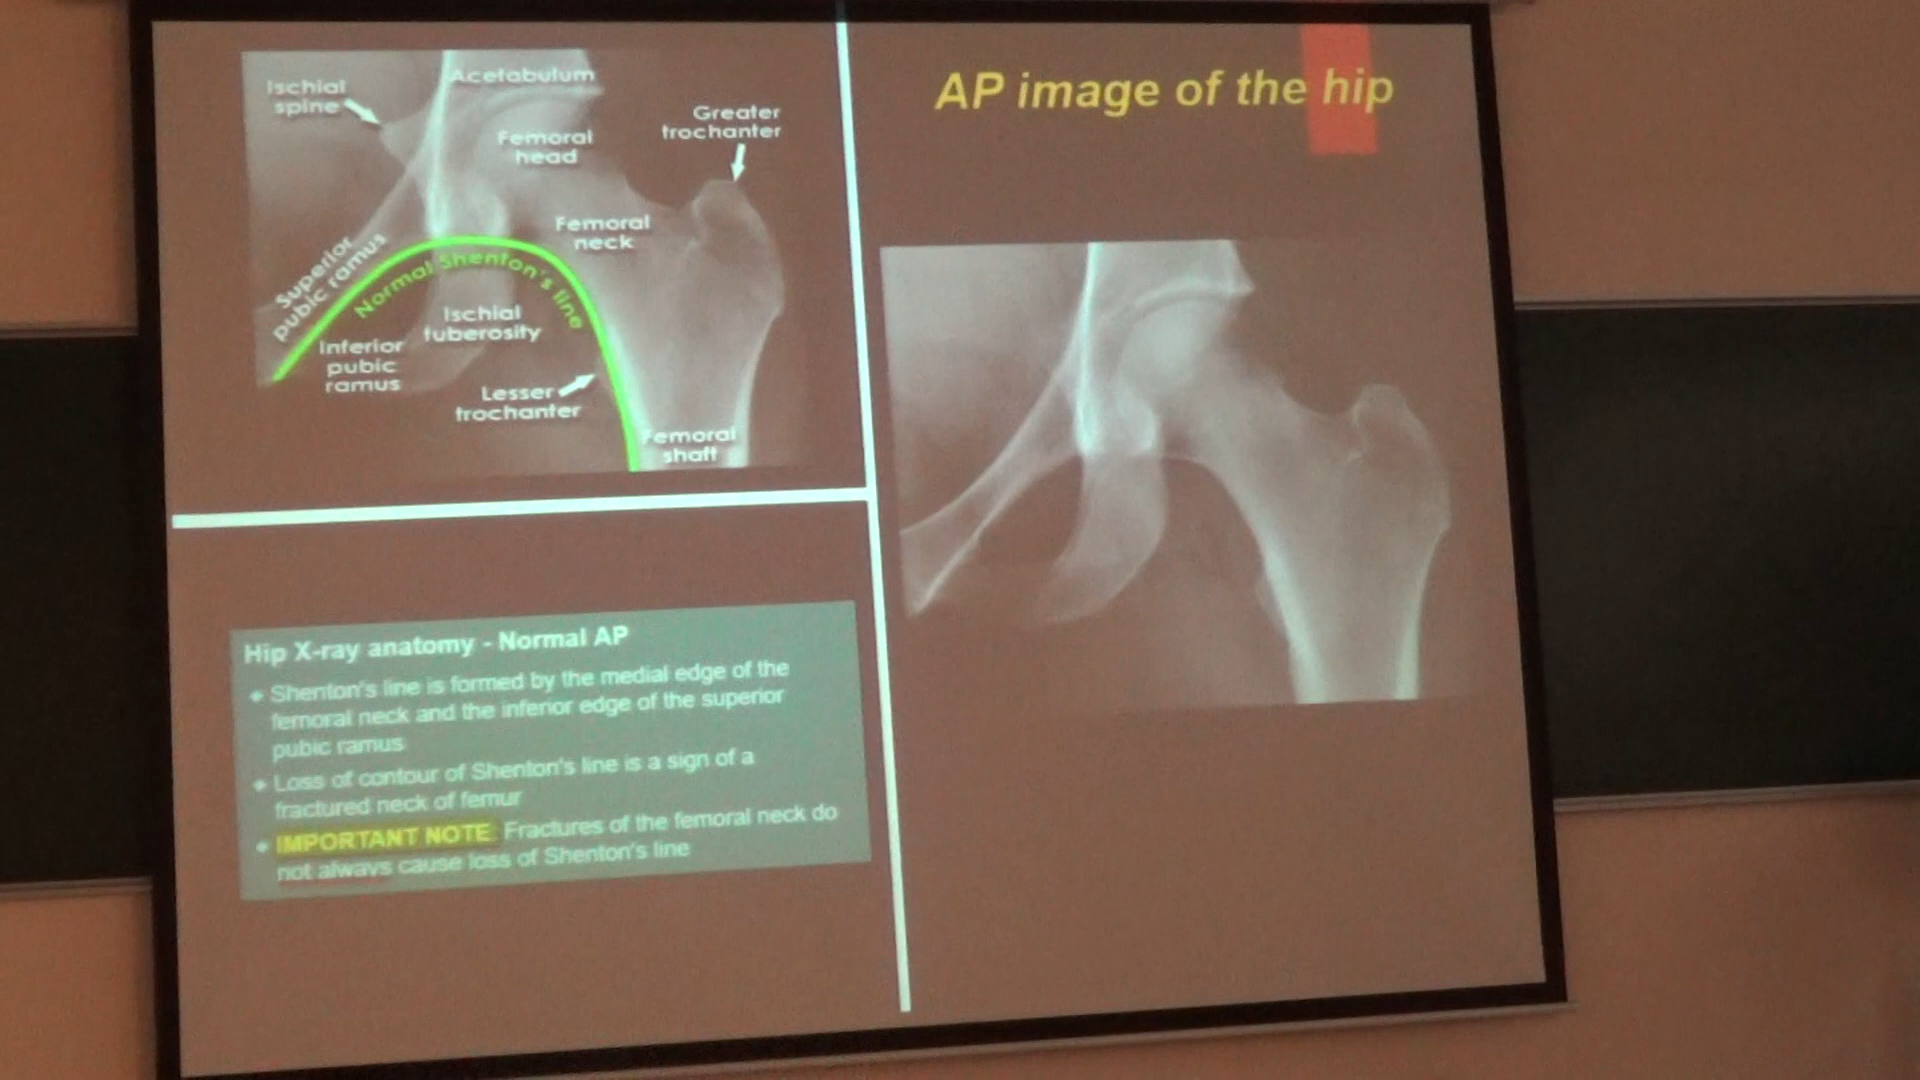 AP image of the hip
Ischial
spine
Acetabulum
Femoral
head
Greater
trochanter
Femoral
neck
Superior
pubic ramus
Normal Shenton's line
Ischial
tuberosity
Inferior
pubic
ramus
Lesser
trochanter
Femoral
shaft
Hip X-ray anatomy - Normal AP
Shenton's line is formed by the medial edge of the
femoral neck and the inferior edge of the superior
pubic ramus
Loss of contour of Shenton's line is a sign of a
fractured neck of femur
IMPORTANT NOTE Fractures of the femoral neck do
not always cause loss of Shenton's line